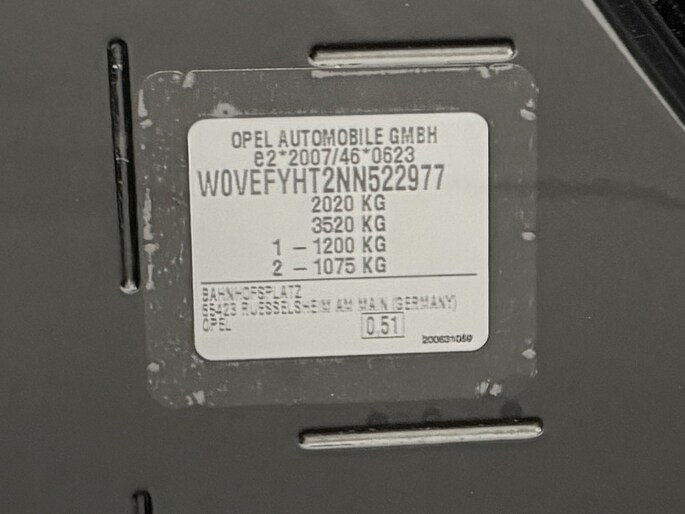 OPEL AUTOMOBILE GMBH
e2*2007/46*0623
W0VEFYHT2NN522977
2020 KG
3520 KG
1 - 1200 KG
2 - 1075 KG
BAHNHOFSPLATZ
65423 RUESSELSHEIM AM MAIN (GERMANY)
OPEL
0.51